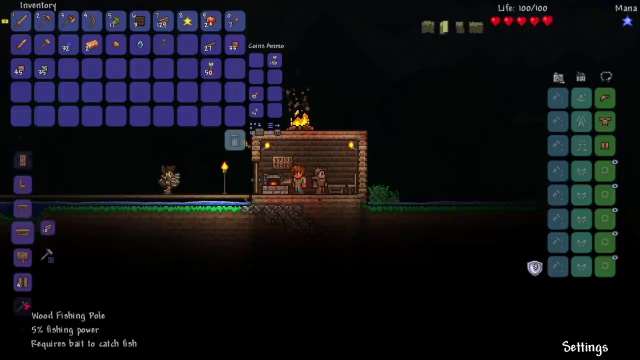 Inventory
Life: 100/100
Mana
Coins Ammo
Wood Fishing Pole
5% fishing power
Requires bait to catch fish
Settings